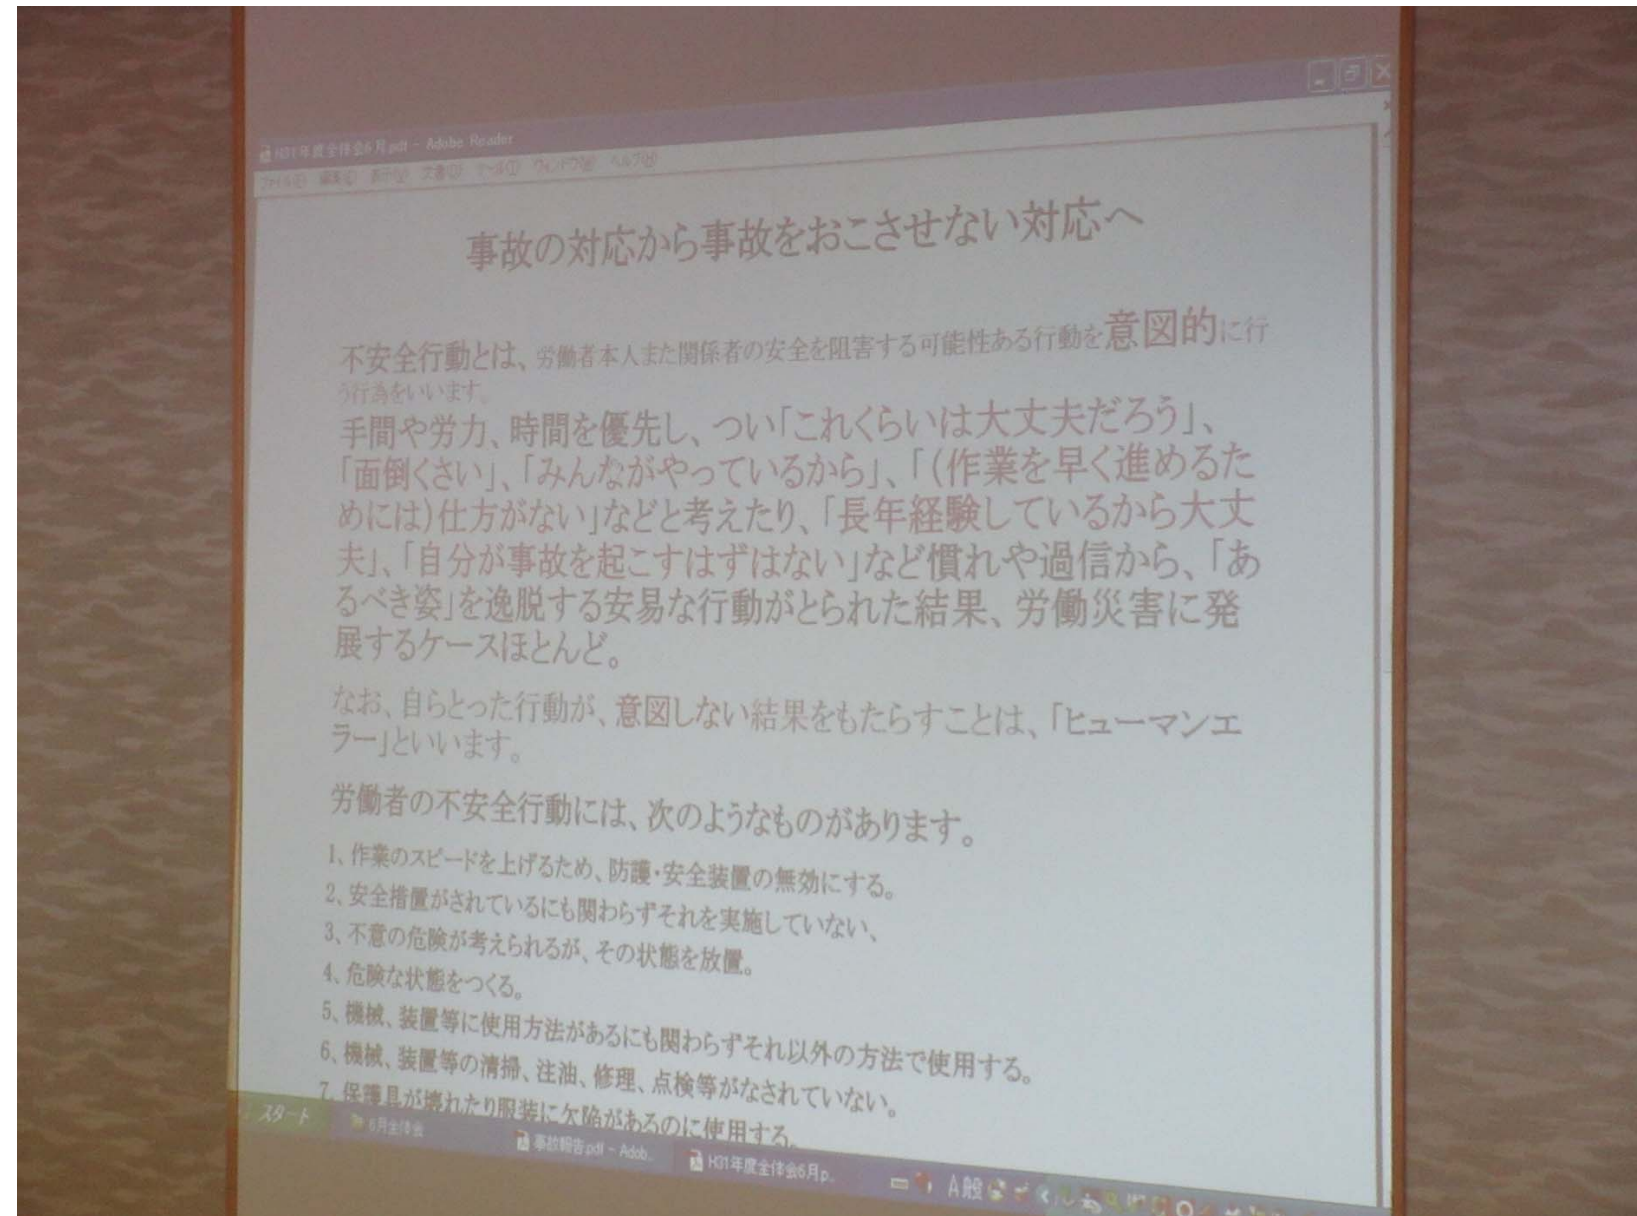 H31年度全体会6月.pdf - Adobe Reader
ファイル(F) 編集(E) 表示(V) 文書(D) ツール(T) ウィンドウ(W) ヘルプ(H)
事故の対応から事故をおこさせない対応へ
不安全行動とは、労働者本人また関係者の安全を阻害する可能性ある行動を意図的に行
う行為をいいます。
手間や労力、時間を優先し、つい「これくらいは大丈夫だろう」、
「面倒くさい」、「みんながやっているから」、「(作業を早く進めるた
めには)仕方がない」などと考えたり、「長年経験しているから大丈
夫」、「自分が事故を起こすはずはない」など慣れや過信から、「あ
るべき姿」を逸脱する安易な行動がとられた結果、労働災害に発
展するケースほとんど。
なお、自らとった行動が、意図しない結果をもたらすことは、「ヒューマンエ
ラー」といいます。
労働者の不安全行動には、次のようなものがあります。
1、作業のスピードを上げるため、防護・安全装置の無効にする。
2、安全措置がされているにも関わらずそれを実施していない、
3、不意の危険が考えられるが、その状態を放置。
4、危険な状態をつくる。
5、機械、装置等に使用方法があるにも関わらずそれ以外の方法で使用する。
6、機械、装置等の清掃、注油、修理、点検等がなされていない。
7、保護具が壊れたり服装に欠陥があるのに使用する。
スタート 6月全体会 事故報告.pdf - Adob... H31年度全体会6月.p... A般